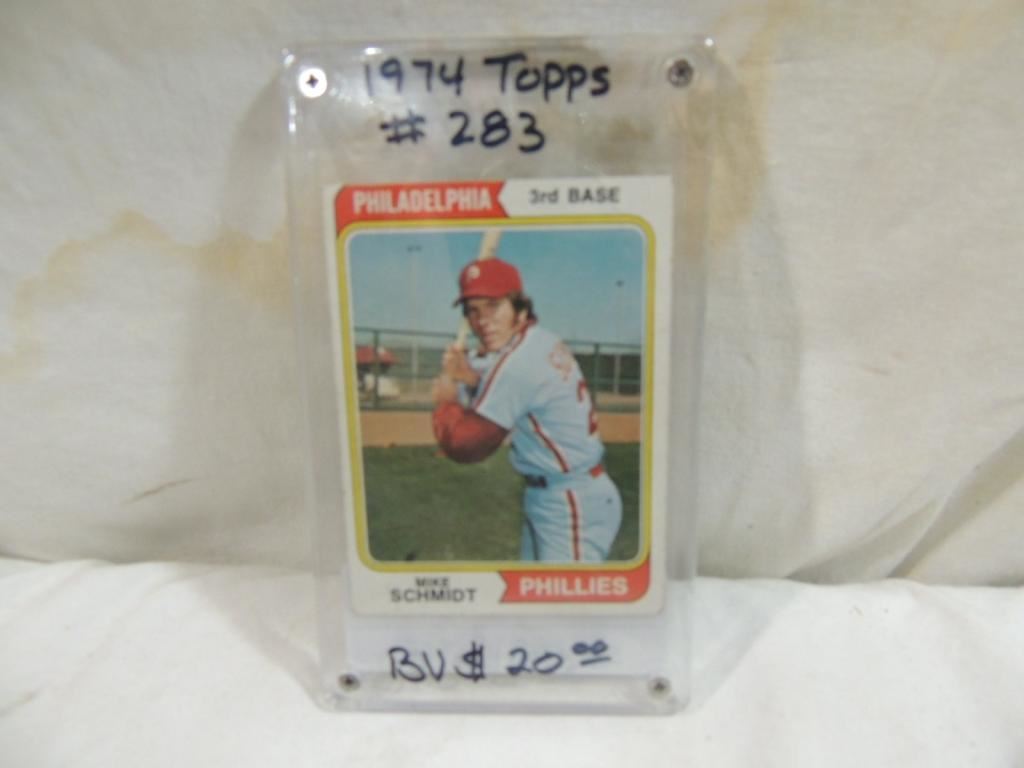 1974 Topps
# 283
PHILADELPHIA 3rd BASE
MIKE
SCHMIDT
PHILLIES
BV $ 20.00